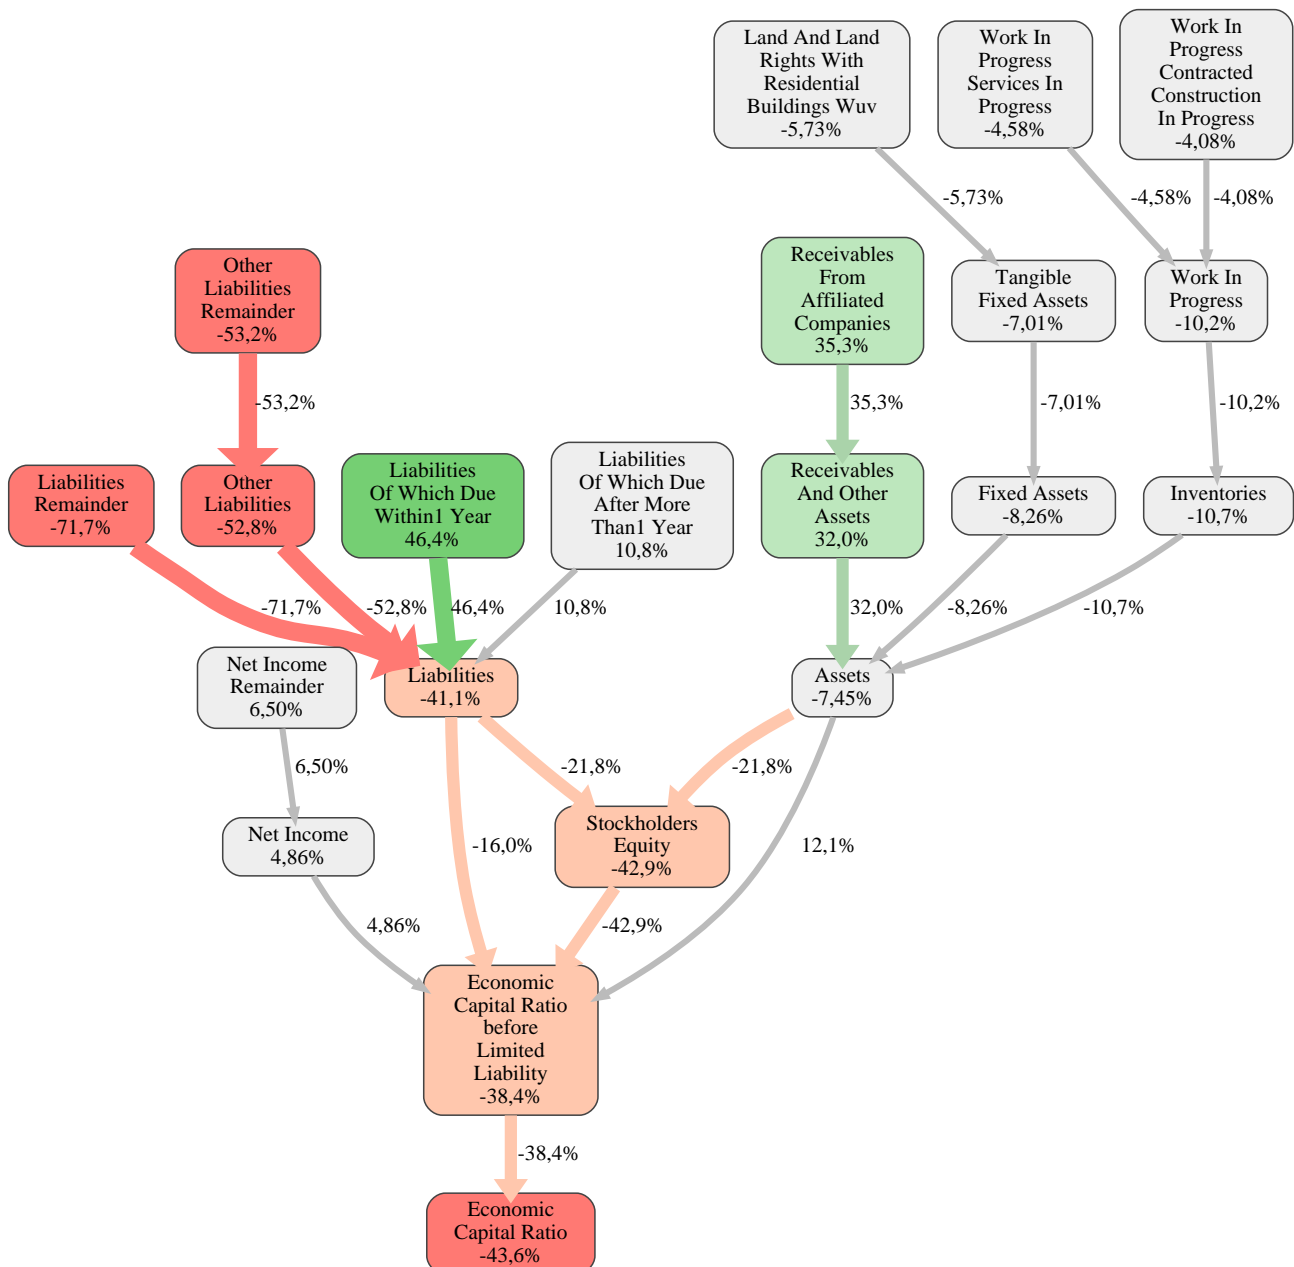 Land And Land
Rights With
Residential
Buildings Wuv
-5,73%
Work In
Progress
Services In
Progress
-4,58%
Work In
Progress
Contracted
Construction
In Progress
-4,08%
-5,73%
-4,58%
-4,08%
Other
Liabilities
Remainder
-53,2%
Receivables
From
Affiliated
Companies
35,3%
Tangible
Fixed Assets
-7,01%
Work In
Progress
-10,2%
-53,2%
35,3%
-7,01%
-10,2%
Liabilities
Remainder
-71,7%
Other
Liabilities
-52,8%
Liabilities
Of Which Due
Within1 Year
46,4%
Liabilities
Of Which Due
After More
Than1 Year
10,8%
Receivables
And Other
Assets
32,0%
Fixed Assets
-8,26%
Inventories
-10,7%
-71,7%
-52,8%
46,4%
10,8%
32,0%
-8,26%
-10,7%
Net Income
Remainder
6,50%
Liabilities
-41,1%
Assets
-7,45%
6,50%
-21,8%
-21,8%
Net Income
4,86%
-16,0%
Stockholders
Equity
-42,9%
12,1%
4,86%
-42,9%
Economic
Capital Ratio
before
Limited
Liability
-38,4%
-38,4%
Economic
Capital Ratio
-43,6%